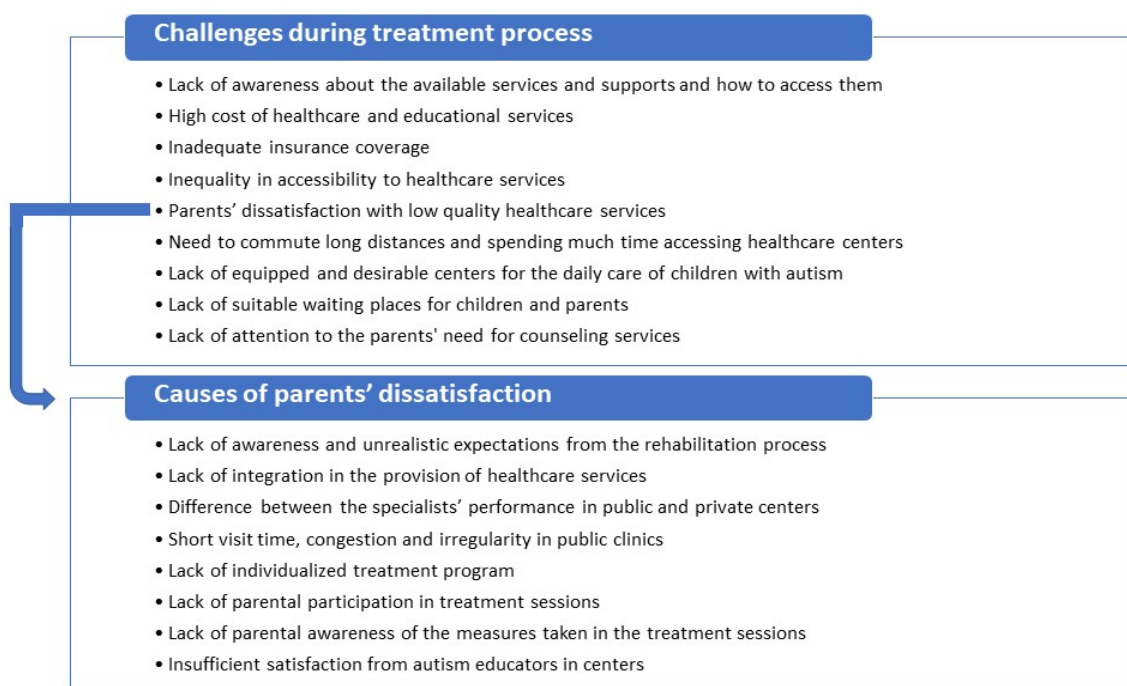 Challenges during treatment process
• Lack of awareness about the available services and supports and how to access them
• High cost of healthcare and educational services
• Inadequate insurance coverage
• Inequality in accessibility to healthcare services
• Parents’ dissatisfaction with low quality healthcare services
• Need to commute long distances and spending much time accessing healthcare centers
• Lack of equipped and desirable centers for the daily care of children with autism
• Lack of suitable waiting places for children and parents
• Lack of attention to the parents' need for counseling services
Causes of parents’ dissatisfaction
• Lack of awareness and unrealistic expectations from the rehabilitation process
• Lack of integration in the provision of healthcare services
• Difference between the specialists’ performance in public and private centers
• Short visit time, congestion and irregularity in public clinics
• Lack of individualized treatment program
• Lack of parental participation in treatment sessions
• Lack of parental awareness of the measures taken in the treatment sessions
• Insufficient satisfaction from autism educators in centers